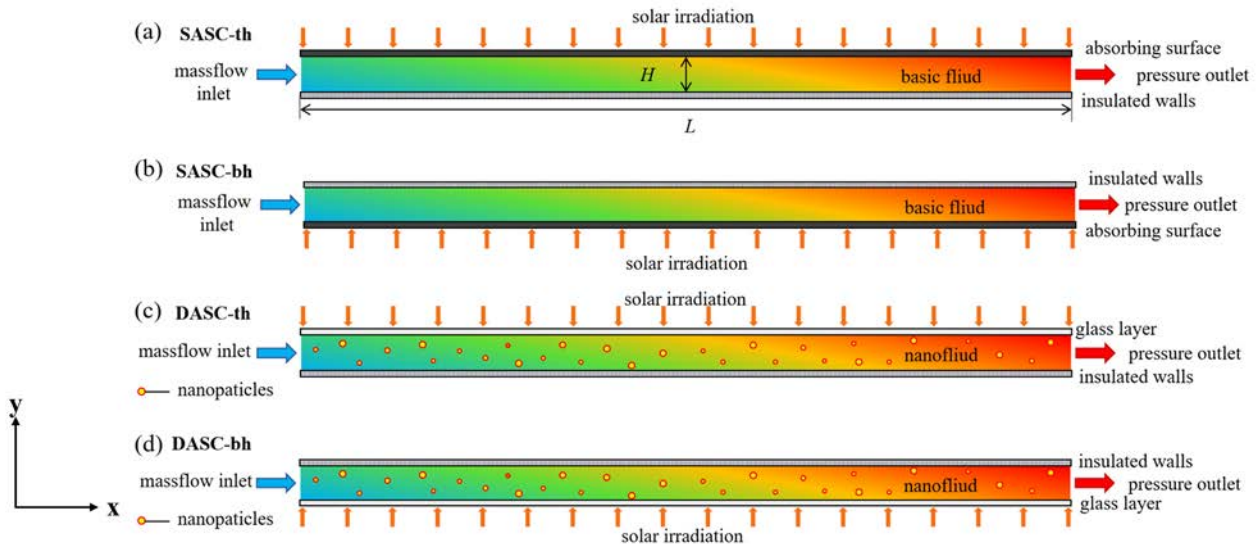 solar irradiation
(a) SASC-th
absorbing surface
massflow
inlet
H
basic fliud
pressure outlet
insulated walls
L
(b) SASC-bh
insulated walls
massflow
inlet
basic fliud
pressure outlet
absorbing surface
solar irradiation
solar irradiation
(c) DASC-th
glass layer
massflow inlet
nanofliud
pressure outlet
insulated walls
nanopaticles
y
(d) DASC-bh
insulated walls
massflow inlet
nanofliud
pressure outlet
glass layer
x
nanopaticles
solar irradiation